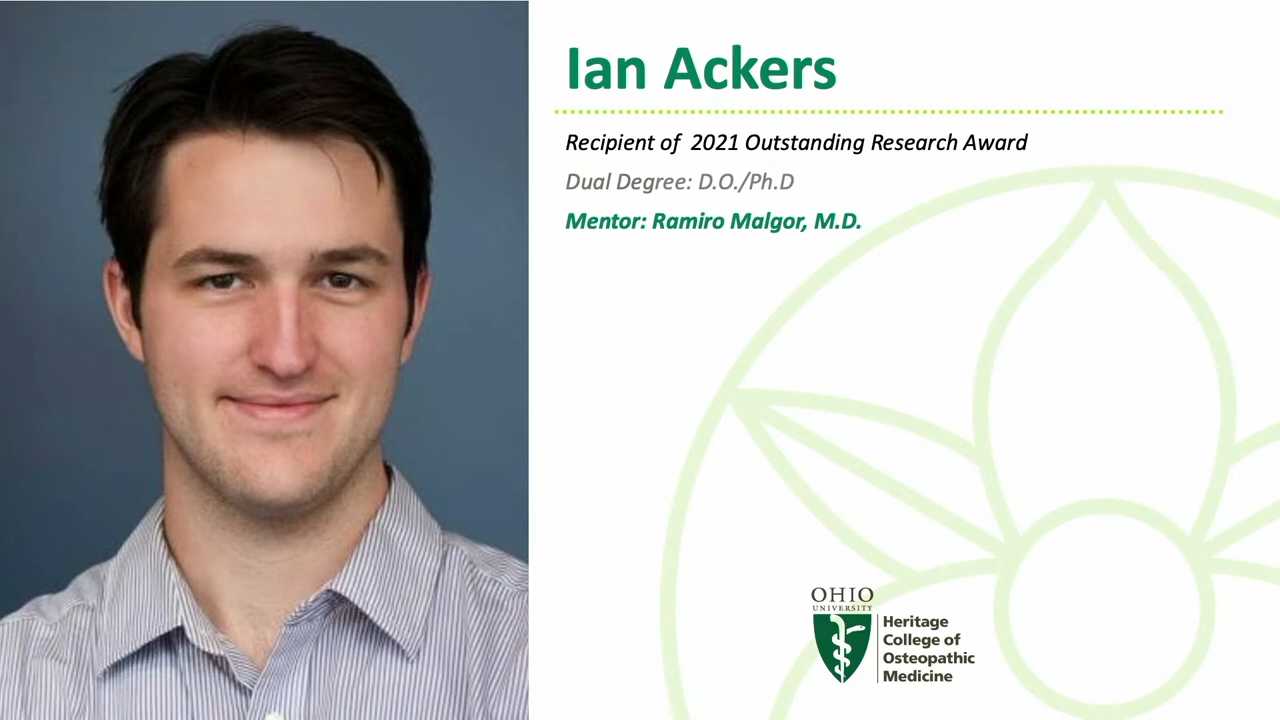 Ian Ackers
Recipient of  2021 Outstanding Research Award
Dual Degree: D.O./Ph.D
Mentor: Ramiro Malgor, M.D.
OHIO
UNIVERSITY
Heritage
College of
Osteopathic
Medicine